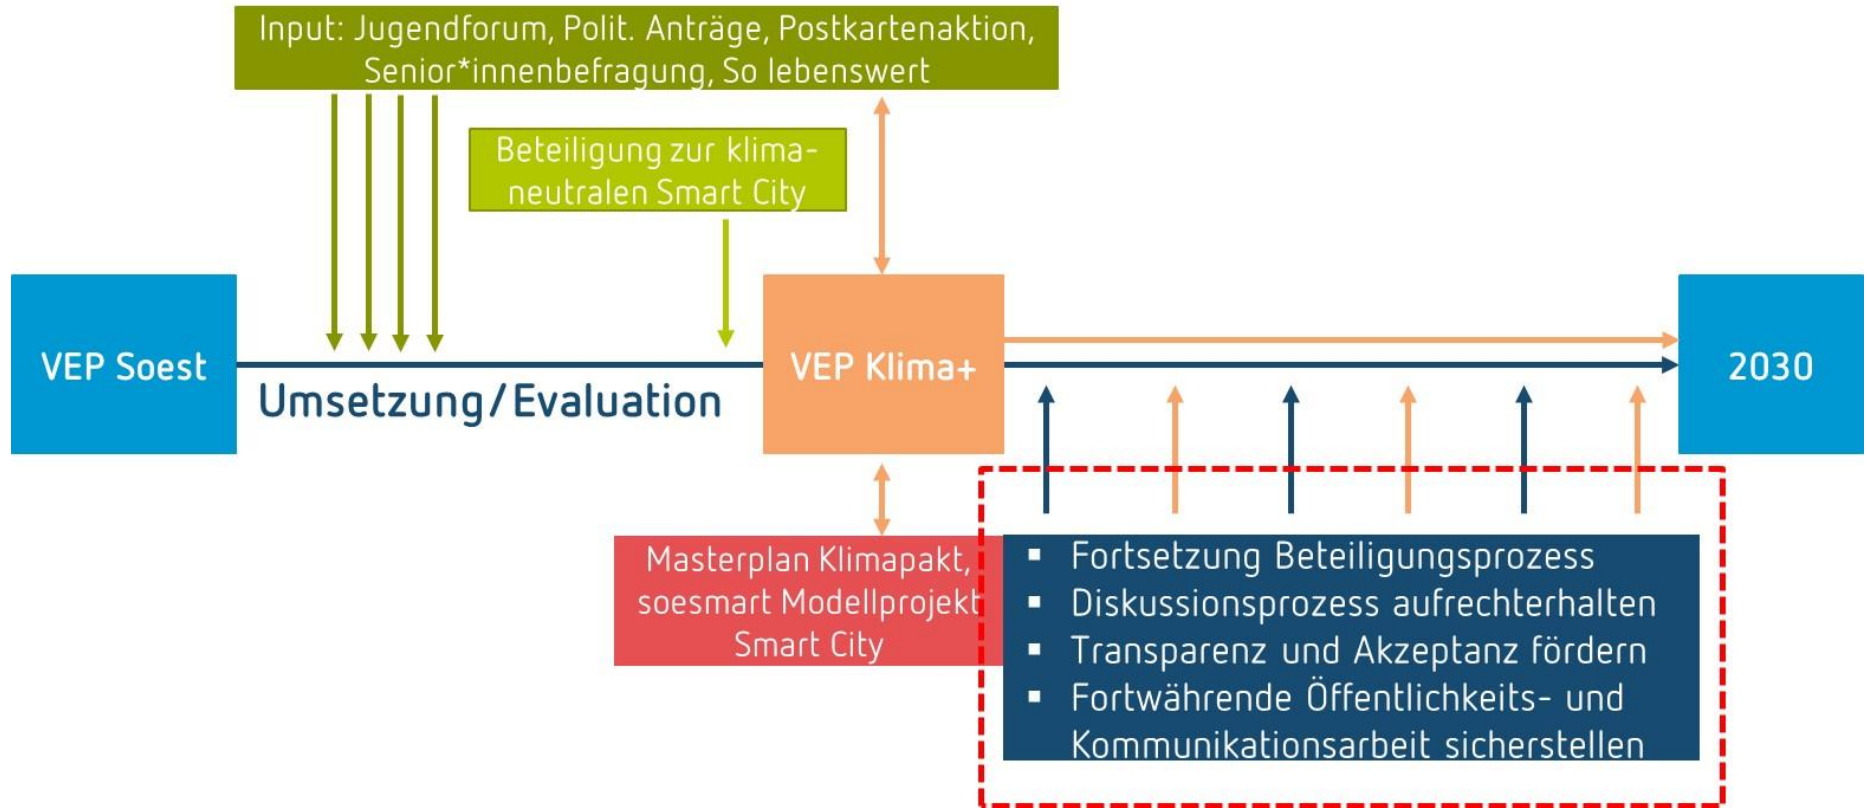 Input: Jugendforum, Polit. Anträge, Postkartenaktion,
Senior*innenbefragung, So lebenswert
Beteiligung zur klima-
neutralen Smart City
VEP Soest
Umsetzung/Evaluation
VEP Klima+
2030
Masterplan Klimapakt,
soesmart Modellprojekt
Smart City
▪ Fortsetzung Beteiligungsprozess
▪ Diskussionsprozess aufrechterhalten
▪ Transparenz und Akzeptanz fördern
▪ Fortwährende Öffentlichkeits- und
Kommunikationsarbeit sicherstellen